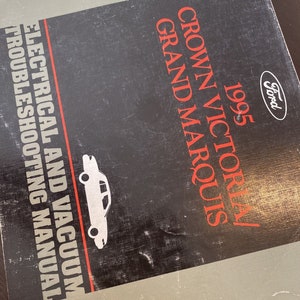 1995
CROWN VICTORIA/
GRAND MARQUIS
Ford
ELECTRICAL AND VACUUM
TROUBLESHOOTING MANUAL